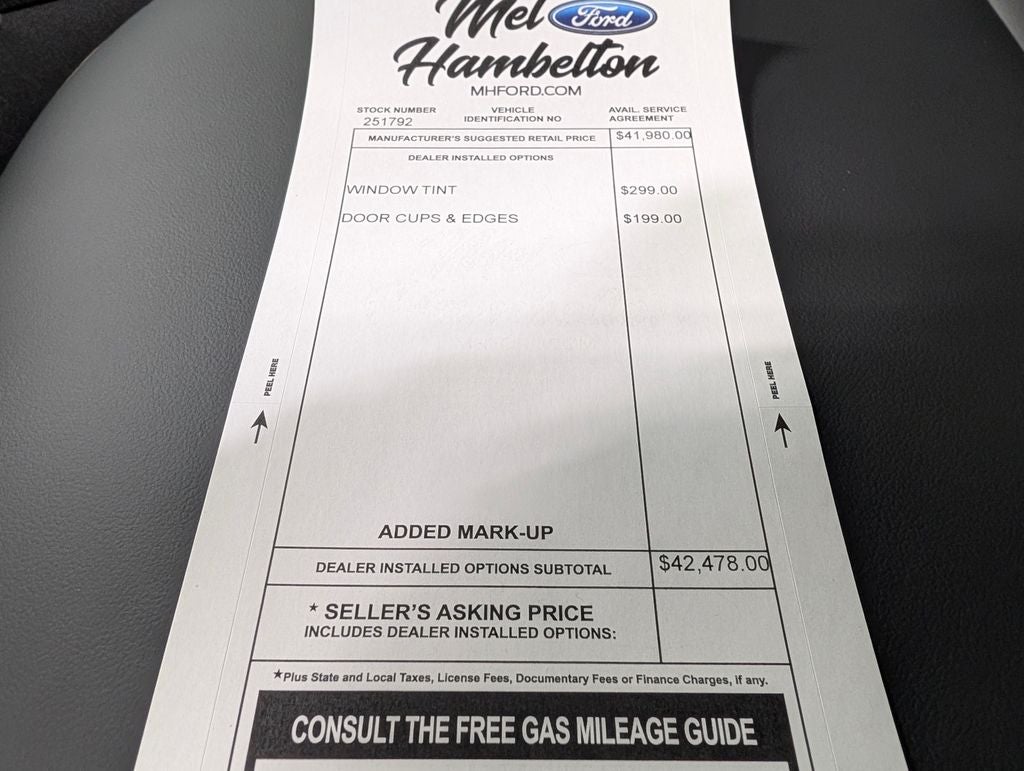 Mel Ford
Hambelton
MHFORD.COM
STOCK NUMBER VEHICLE AVAIL. SERVICE
251792 IDENTIFICATION NO AGREEMENT
MANUFACTURER'S SUGGESTED RETAIL PRICE $41,980.00
DEALER INSTALLED OPTIONS
WINDOW TINT $299.00
DOOR CUPS & EDGES $199.00
PEEL HERE PEEL HERE
ADDED MARK-UP
DEALER INSTALLED OPTIONS SUBTOTAL $42,478.00
* SELLER'S ASKING PRICE
INCLUDES DEALER INSTALLED OPTIONS:
*Plus State and Local Taxes, License Fees, Documentary Fees or Finance Charges, if any.
CONSULT THE FREE GAS MILEAGE GUIDE